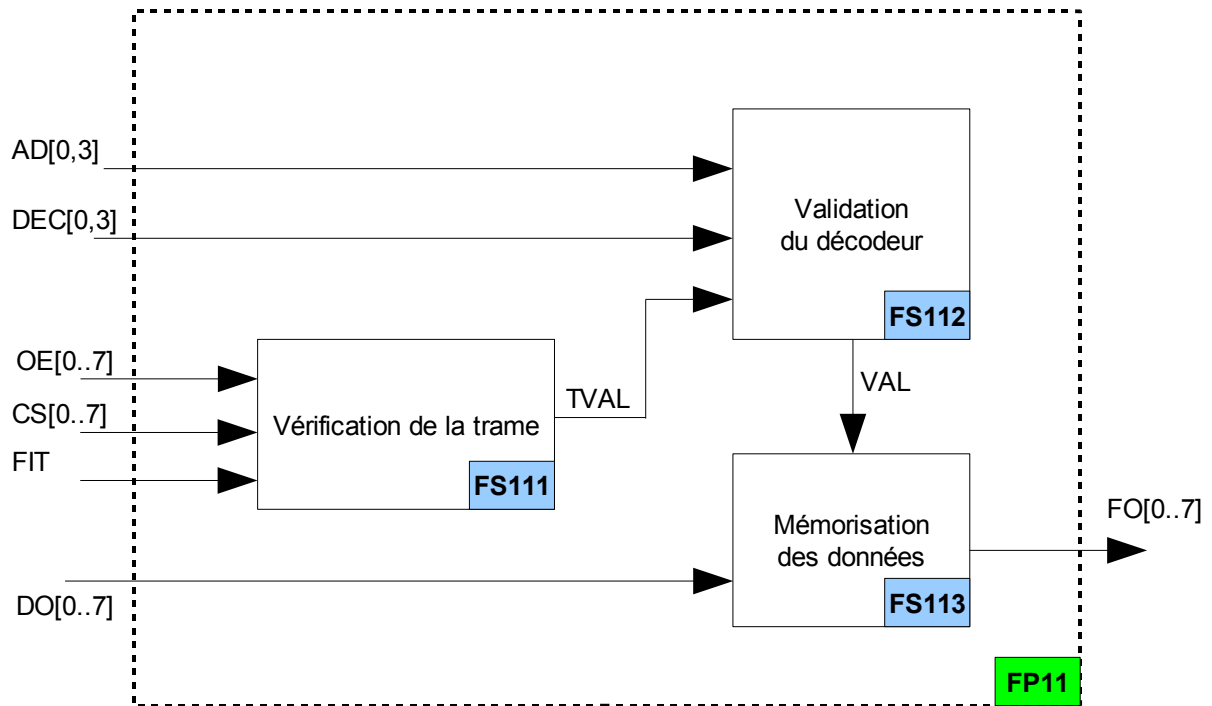 AD[0,3]
DEC[0,3]
Validation
du décodeur
FS112
OE[0..7]
CS[0..7]
FIT
Vérification de la trame
FS111
TVAL
VAL
DO[0..7]
Mémorisation
des données
FS113
FO[0..7]
FP11